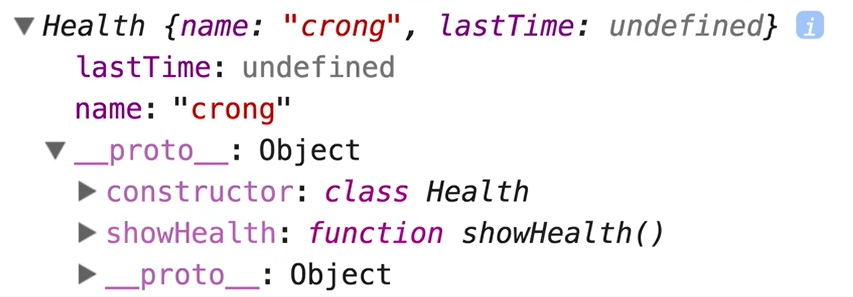 ▼Health {name: "crong", lastTime: undefined} i
lastTime: undefined
name: "crong"
▼__proto__: Object
▶constructor: class Health
▶showHealth: function showHealth()
▶__proto__: Object